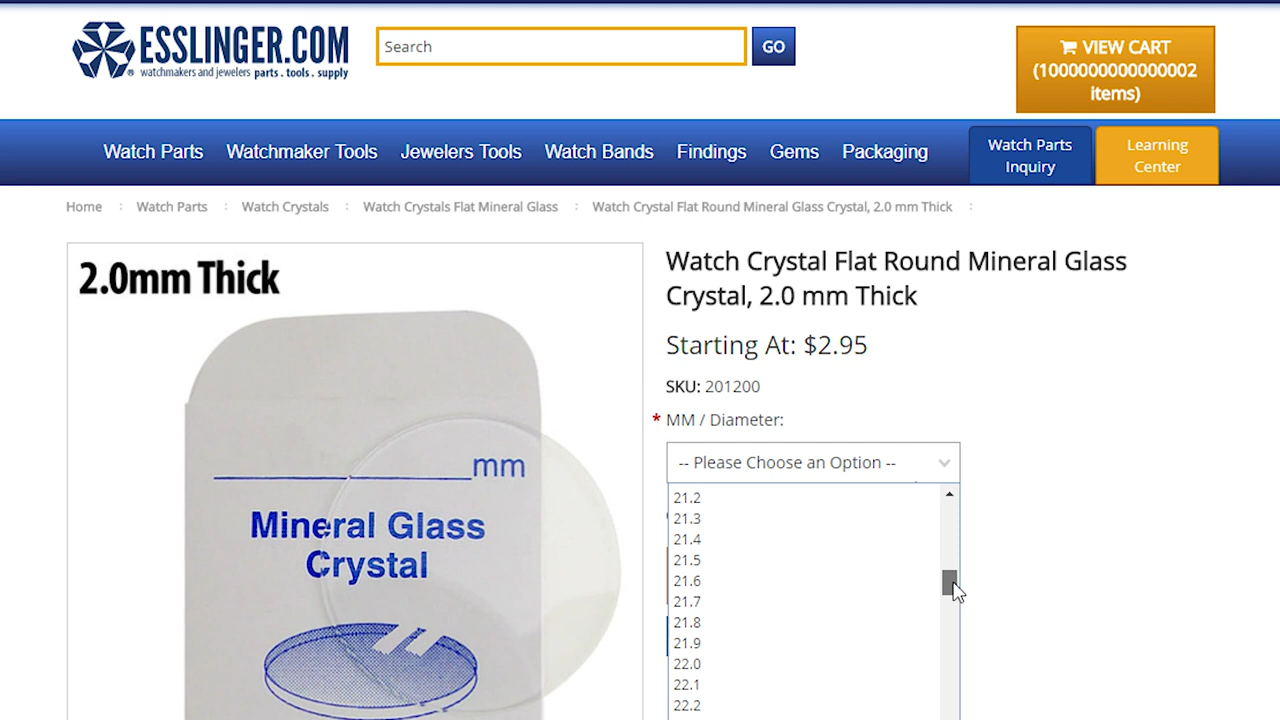 ESSLINGER.COM
watchmakers and jewelers parts . tools . supply
Search
GO
VIEW CART
(1000000000000002
items)
Watch Parts
Watchmaker Tools
Jewelers Tools
Watch Bands
Findings
Gems
Packaging
Watch Parts
Inquiry
Learning
Center
Home : Watch Parts : Watch Crystals : Watch Crystals Flat Mineral Glass : Watch Crystal Flat Round Mineral Glass Crystal, 2.0 mm Thick :
2.0mm Thick
mm
Mineral Glass
Crystal
Watch Crystal Flat Round Mineral Glass
Crystal, 2.0 mm Thick
Starting At: $2.95
SKU: 201200
* MM / Diameter:
-- Please Choose an Option --
21.2
21.3
21.4
21.5
21.6
21.7
21.8
21.9
22.0
22.1
22.2